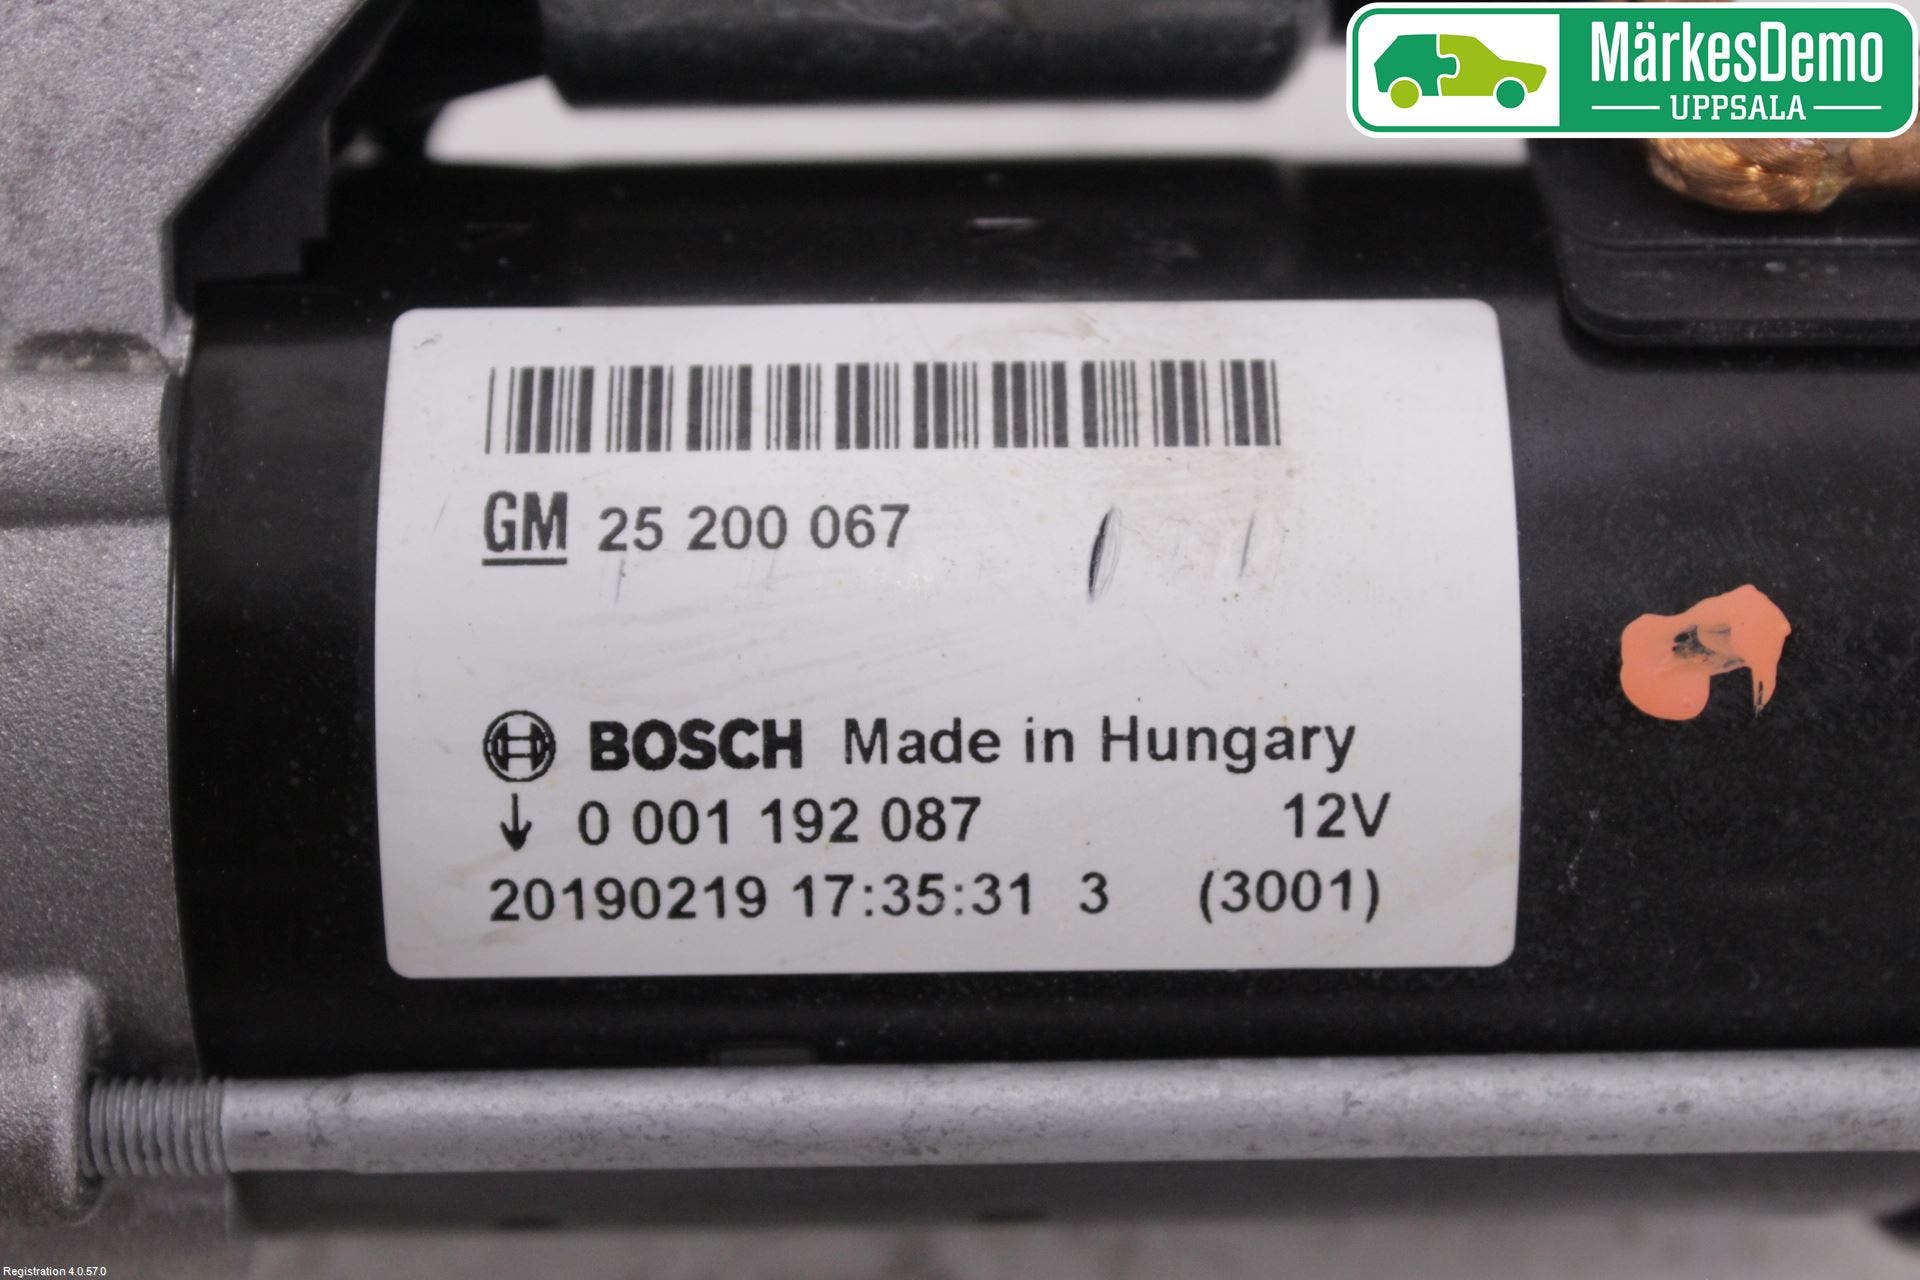 MärkesDemo
UPPSALA
GM 25 200 067
BOSCH Made in Hungary
↓ 0 001 192 087 12V
20190219 17:35:31 3 (3001)
Registration 4.0.57.0